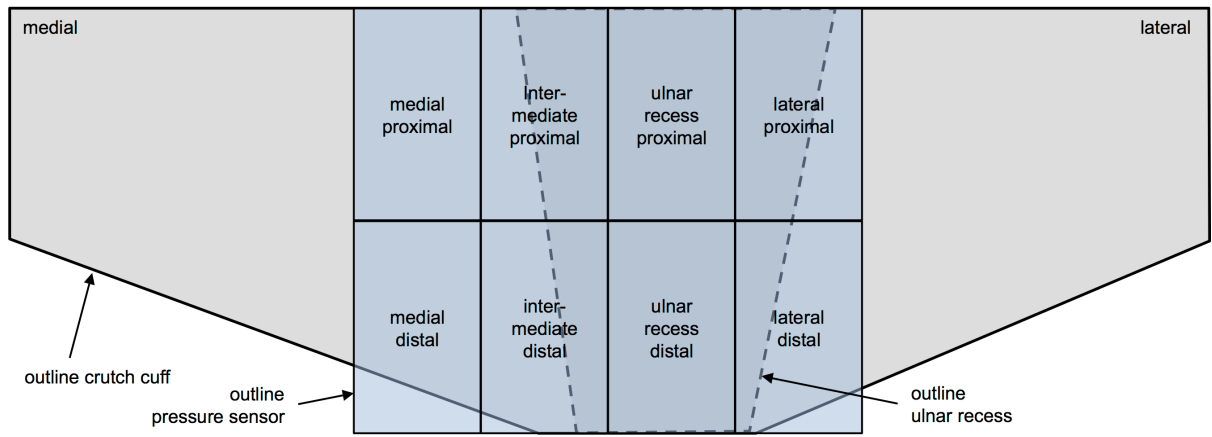 medial
lateral
medial
proximal
Inter-
mediate
proximal
ulnar
recess
proximal
lateral
proximal
medial
distal
inter-
mediate
distal
ulnar
recess
distal
lateral
distal
outline crutch cuff
outline
pressure sensor
outline
ulnar recess